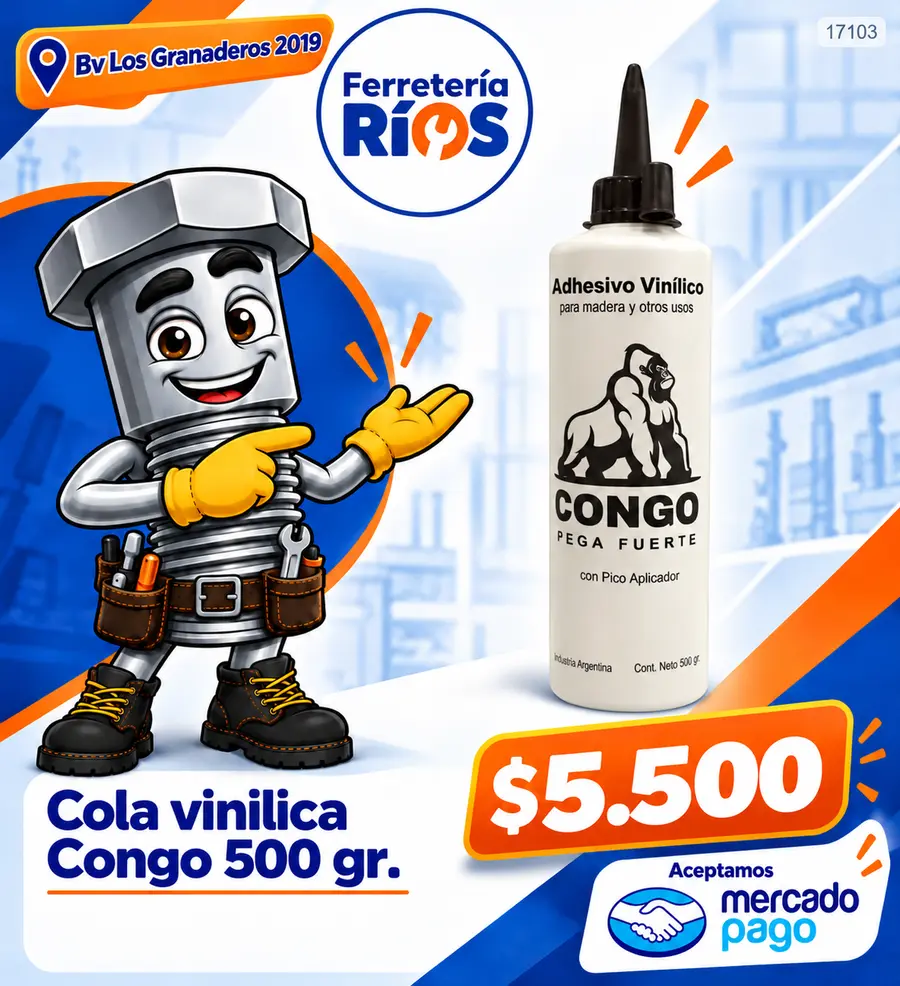 Bv Los Granaderos 2019
Ferretería
RÍOS
17103
Adhesivo Vinílico
para madera y otros usos
CONGO
PEGA FUERTE
con Pico Aplicador
Industria Argentina Cont. Neto 500 gr.
Cola vinilica
Congo 500 gr.
$5.500
Aceptamos
mercado
pago